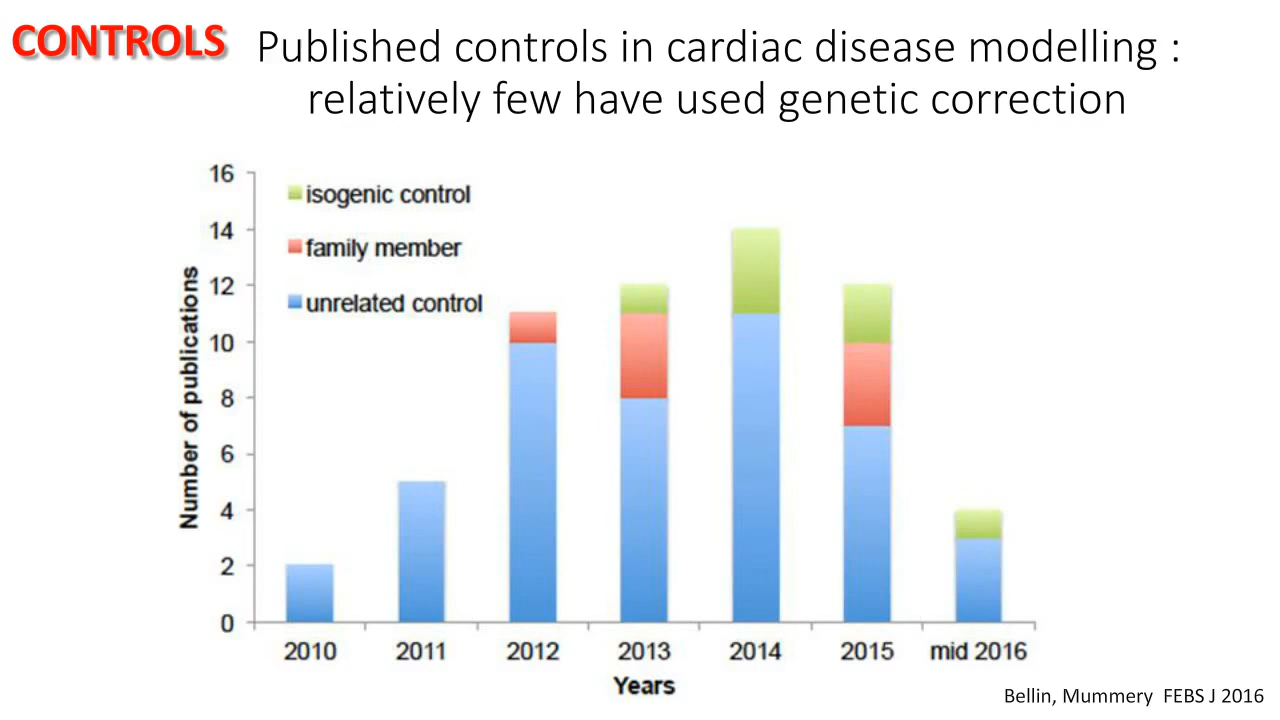 CONTROLS
Published controls in cardiac disease modelling :
relatively few have used genetic correction
16
14
12
10
8
6
4
2
0
Number of publications
isogenic control
family member
unrelated control
2010
2011
2012
2013
2014
2015
mid 2016
Years
Bellin, Mummery FEBS J 2016